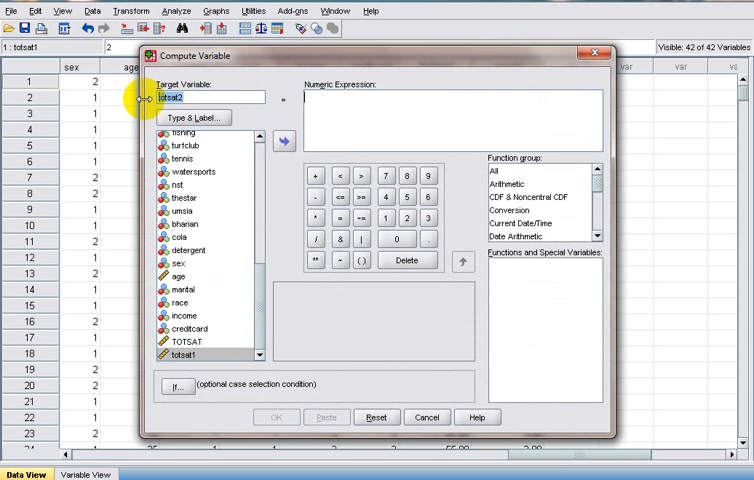 File Edit View Data Transform Analyze Graphs Utilities Add-ons Window Help
1 : totsat1 2 Visible: 42 of 42 Variables
Compute Variable
sex age var var va
Target Variable: Numeric Expression:
totsat2 =
Type & Label...
fishing
turfclub
tennis
watersports
nst
thestar
umsia
bharian
cola
detergent
sex
age
marital
race
income
creditcard
TOTSAT
totsat1
+ < > 7 8 9
- <= >= 4 5 6
* = ~= 1 2 3
/ & | 0 .
** ~ ( ) Delete
Function group:
All
Arithmetic
CDF & Noncentral CDF
Conversion
Current Date/Time
Date Arithmetic
Functions and Special Variables:
If... (optional case selection condition)
OK Paste Reset Cancel Help
1 2
2 1
3 1
4 1
5 1
6 1
7 2
8 2
9 1
10 1
11 2
12 1
13 2
14 1
15 1
16 2
17 1
18 1
19 2
20 2
21 1
22 1
23 2
Data View Variable View